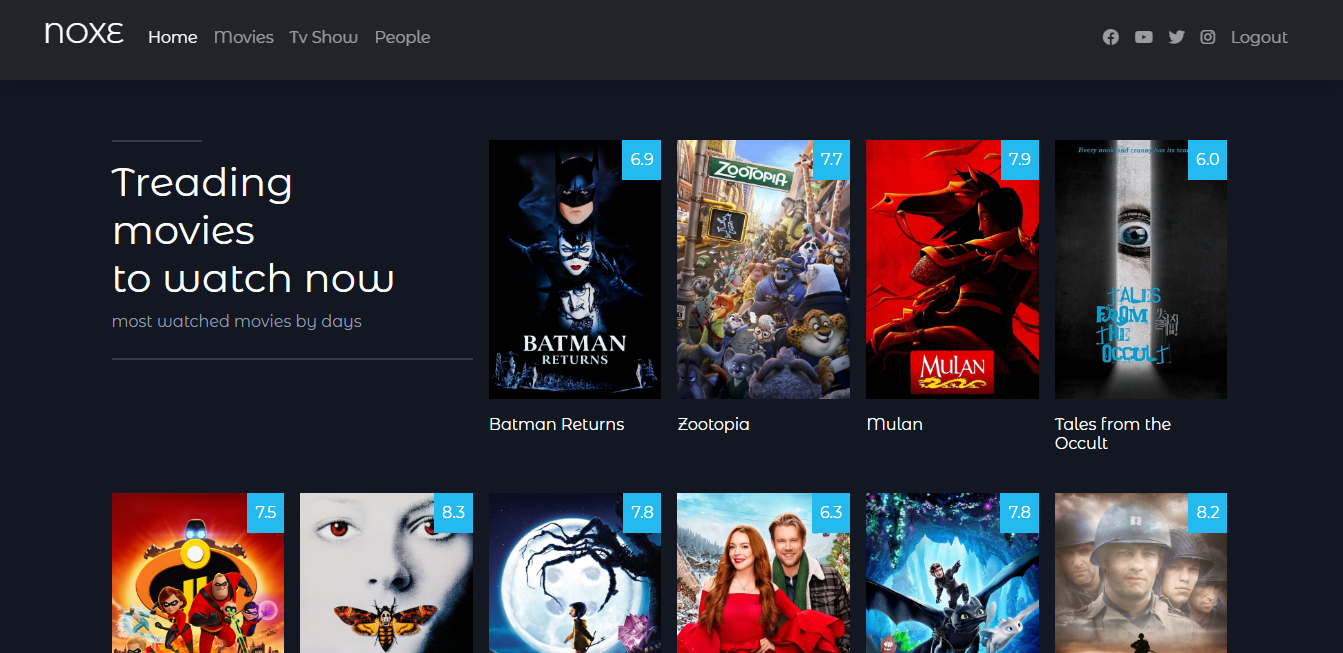 NOXE
Home Movies Tv Show People
Logout
Treading
movies
to watch now
most watched movies by days
6.9
BATMAN
RETURNS
Batman Returns
7.7
ZOOTOPIA
Zootopia
7.9
MULAN
Mulan
6.0
Every nook and cranny has its
TALES
FROM
THE
OCCULT
Tales from the
Occult
7.5
8.3
7.8
6.3
7.8
8.2